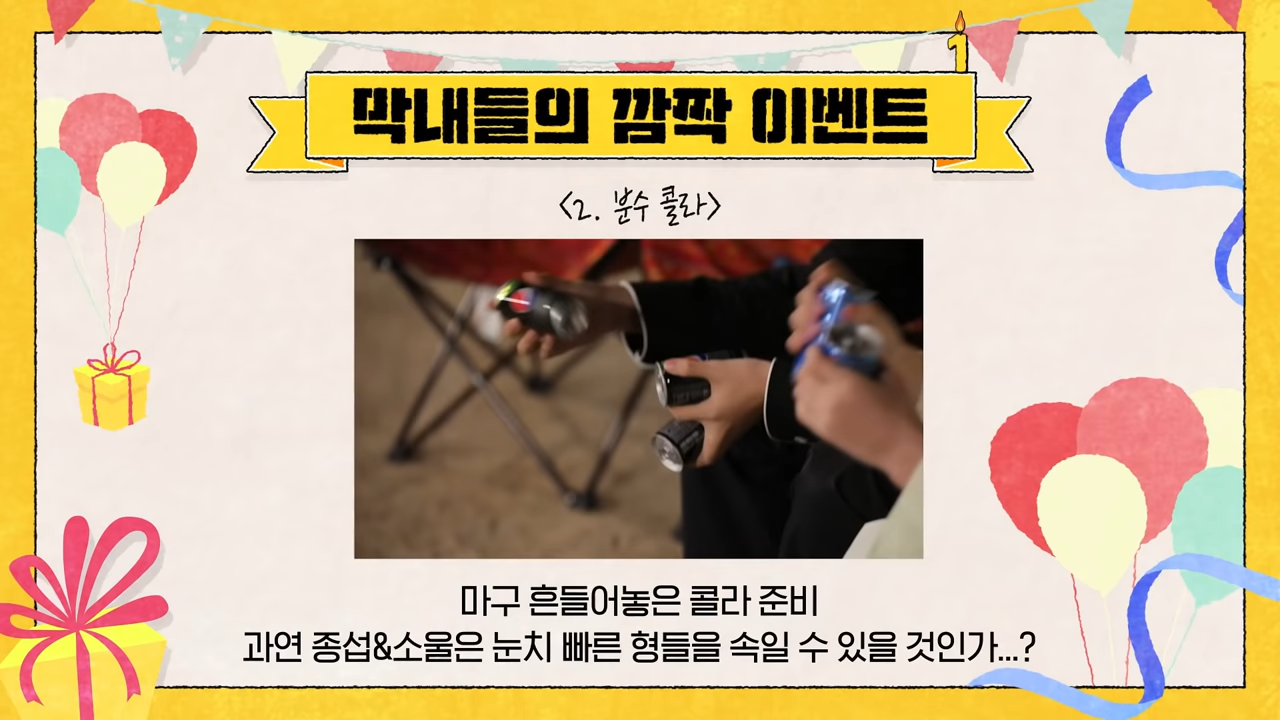 막내들의 깜짝 이벤트
<2. 분수 콜라>
마구 흔들어놓은 콜라 준비
과연 종섭&소울은 눈치 빠른 형들을 속일 수 있을 것인가...?